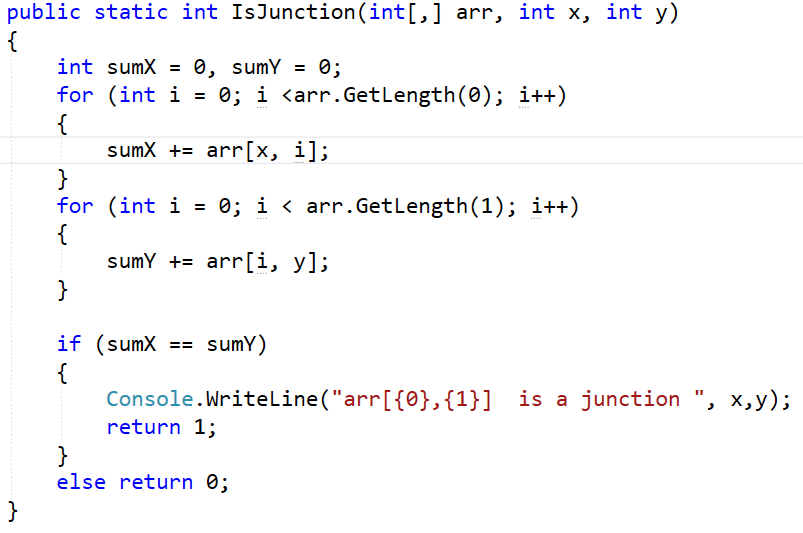 public static int IsJunction(int[,] arr, int x, int y)
{
    int sumX = 0, sumY = 0;
    for (int i = 0; i <arr.GetLength(0); i++)
    {
        sumX += arr[x, i];
    }
    for (int i = 0; i < arr.GetLength(1); i++)
    {
        sumY += arr[i, y];
    }

    if (sumX == sumY)
    {
        Console.WriteLine("arr[{0},{1}]  is a junction ", x,y);
        return 1;
    }
    else return 0;
}